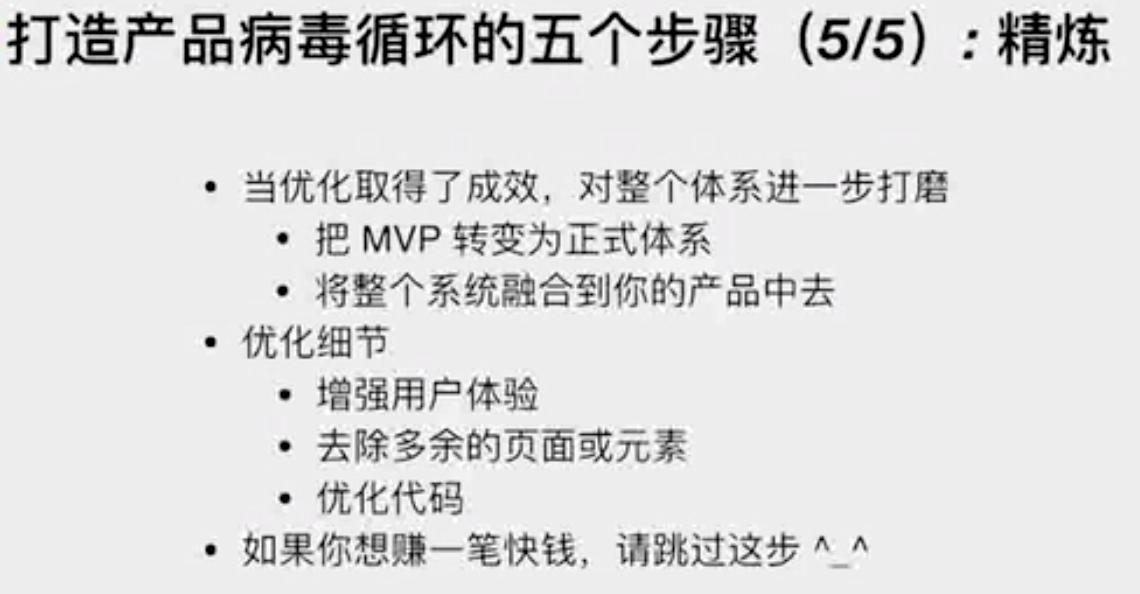 打造产品病毒循环的五个步骤（5/5）: 精炼
• 当优化取得了成效，对整个体系进一步打磨
• 把 MVP 转变为正式体系
• 将整个系统融合到你的产品中去
• 优化细节
• 增强用户体验
• 去除多余的页面或元素
• 优化代码
• 如果你想赚一笔快钱，请跳过这步 ^_^